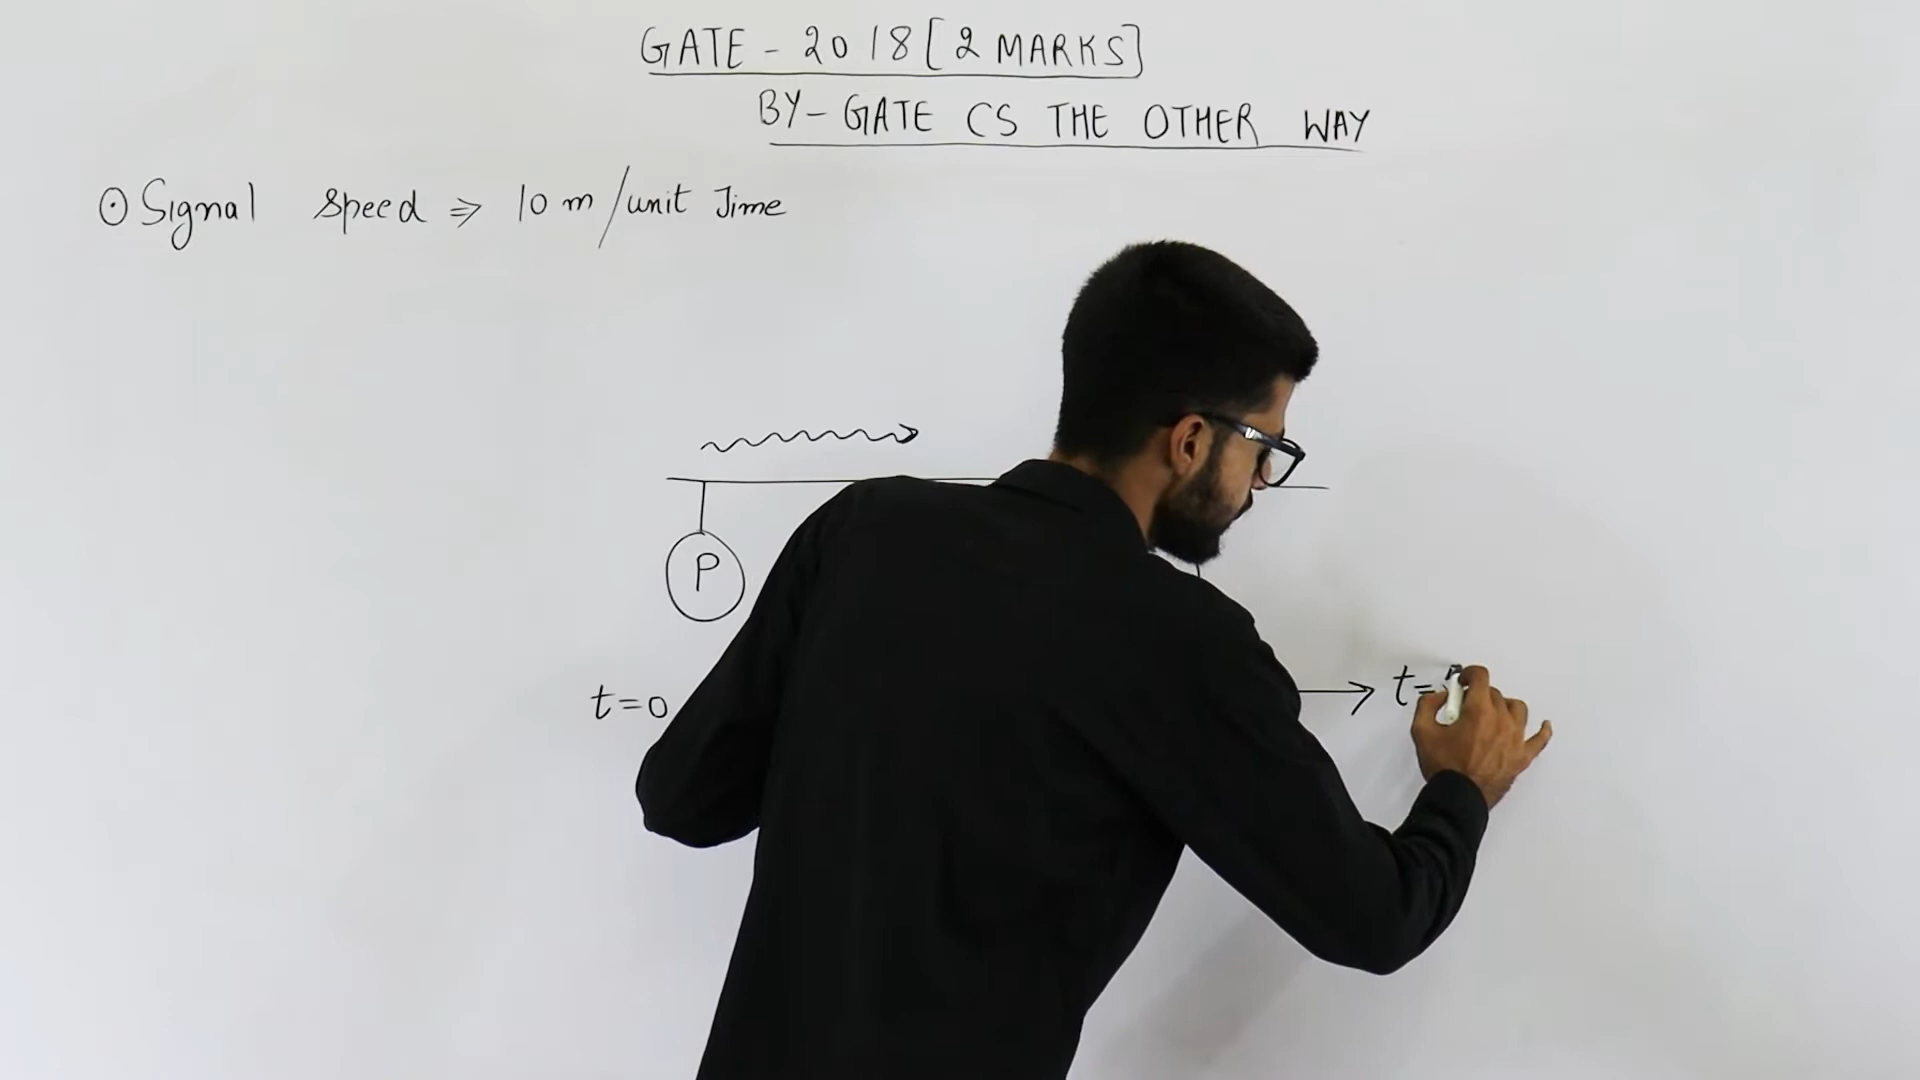 GATE - 2018 [2 MARKS]
BY - GATE CS THE OTHER WAY
⊙ Signal speed ⇒ 10 m/unit Time
P
t=0
→ t=